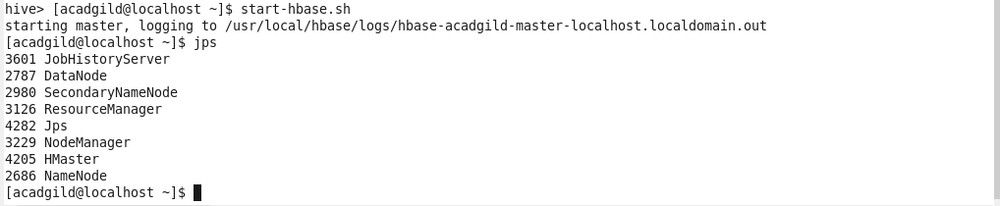 hive> [acadgild@localhost ~]$ start-hbase.sh
starting master, logging to /usr/local/hbase/logs/hbase-acadgild-master-localhost.localdomain.out
[acadgild@localhost ~]$ jps
3601 JobHistoryServer
2787 DataNode
2980 SecondaryNameNode
3126 ResourceManager
4282 Jps
3229 NodeManager
4205 HMaster
2686 NameNode
[acadgild@localhost ~]$